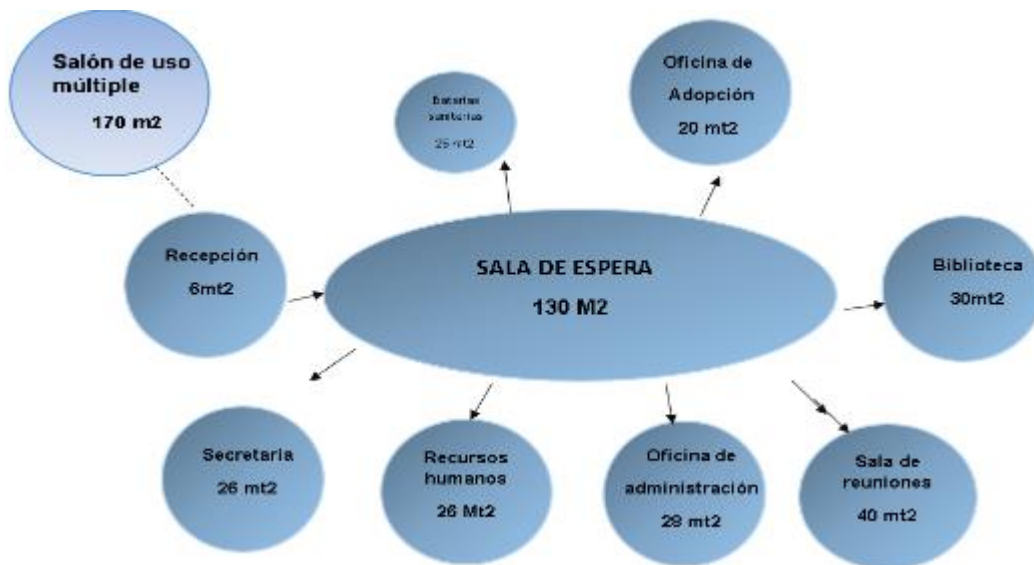 Salón de uso
múltiple
170 m2
Baterías
sanitarias
25 mt2
Oficina de
Adopción
20 mt2
Recepción
6mt2
SALA DE ESPERA
130 M2
Biblioteca
30mt2
Secretaria
26 mt2
Recursos
humanos
26 Mt2
Oficina de
administración
28 mt2
Sala de
reuniones
40 mt2